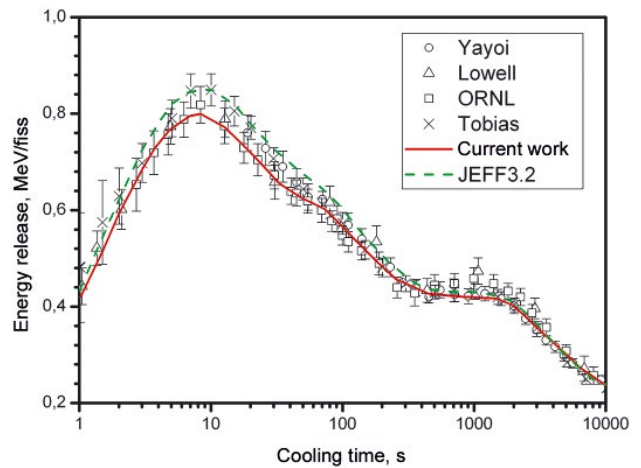 1,0
0,8
0,6
0,4
0,2
Energy release, MeV/fiss
Yayoi
Lowell
ORNL
Tobias
Current work
JEFF3.2
1 10 100 1000 10000
Cooling time, s